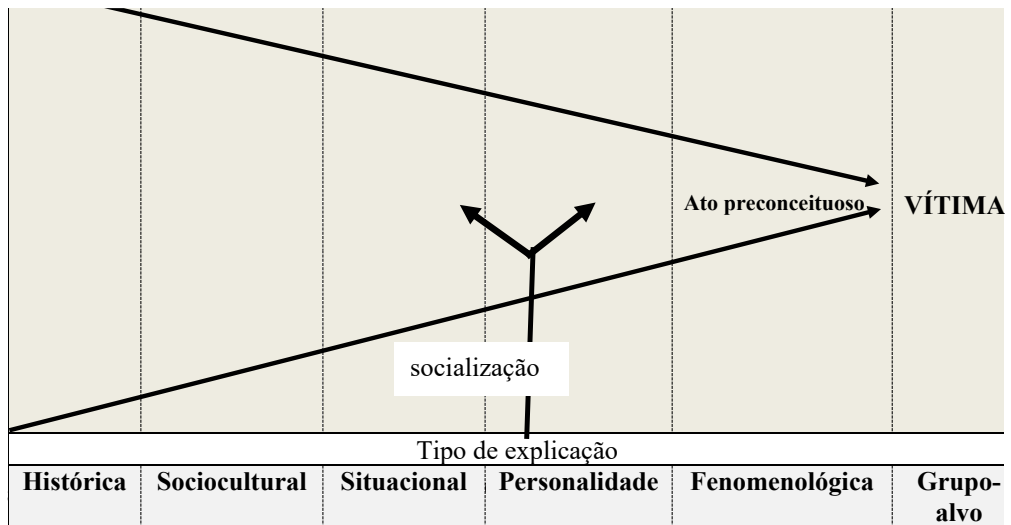 Ato preconceituoso
VÍTIMA
socialização
Tipo de explicação
Histórica
Sociocultural
Situacional
Personalidade
Fenomenológica
Grupo-
alvo